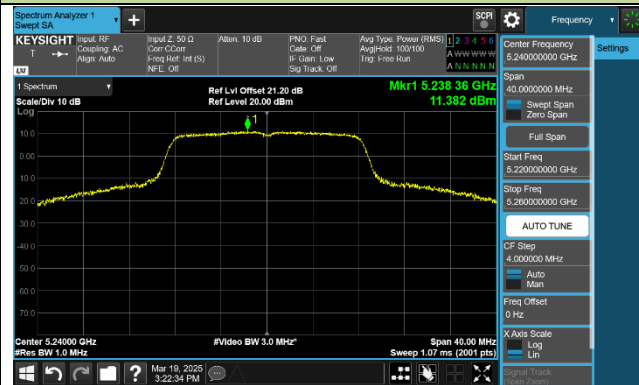 Spectrum Analyzer 1
Swept SA
+
SCPI
Frequency
KEYSIGHT
Input: RF
Coupling: AC
Align: Auto
Input Z: 50 Ω
Corr CCorr
Freq Ref: Int (S)
NFE: Off
Atten: 10 dB
PNO: Fast
Gate: Off
IF Gain: Low
Sig Track: Off
Avg Type: Power (RMS)
Avg|Hold: 100/100
Trig: Free Run
1 2 3 4 5 6
A W W W W W
A N N N N N
LXI
T
1 Spectrum
Scale/Div 10 dB
Log
Ref Lvl Offset 21.20 dB
Ref Level 20.00 dBm
Mkr1 5.238 36 GHz
11.382 dBm
1
10.0
0.00
-10.0
-20.0
-30.0
-40.0
-50.0
-60.0
-70.0
Center 5.24000 GHz
#Res BW 1.0 MHz
#Video BW 3.0 MHz*
Span 40.00 MHz
Sweep 1.07 ms (2001 pts)
Center Frequency
5.240000000 GHz
Settings
Span
40.0000000 MHz
Swept Span
Zero Span
Full Span
Start Freq
5.220000000 GHz
Stop Freq
5.260000000 GHz
AUTO TUNE
CF Step
4.000000 MHz
Auto
Man
Freq Offset
0 Hz
X Axis Scale
Log
Lin
Signal Track
(Span Zoom)
?
Mar 19, 2025
3:22:34 PM